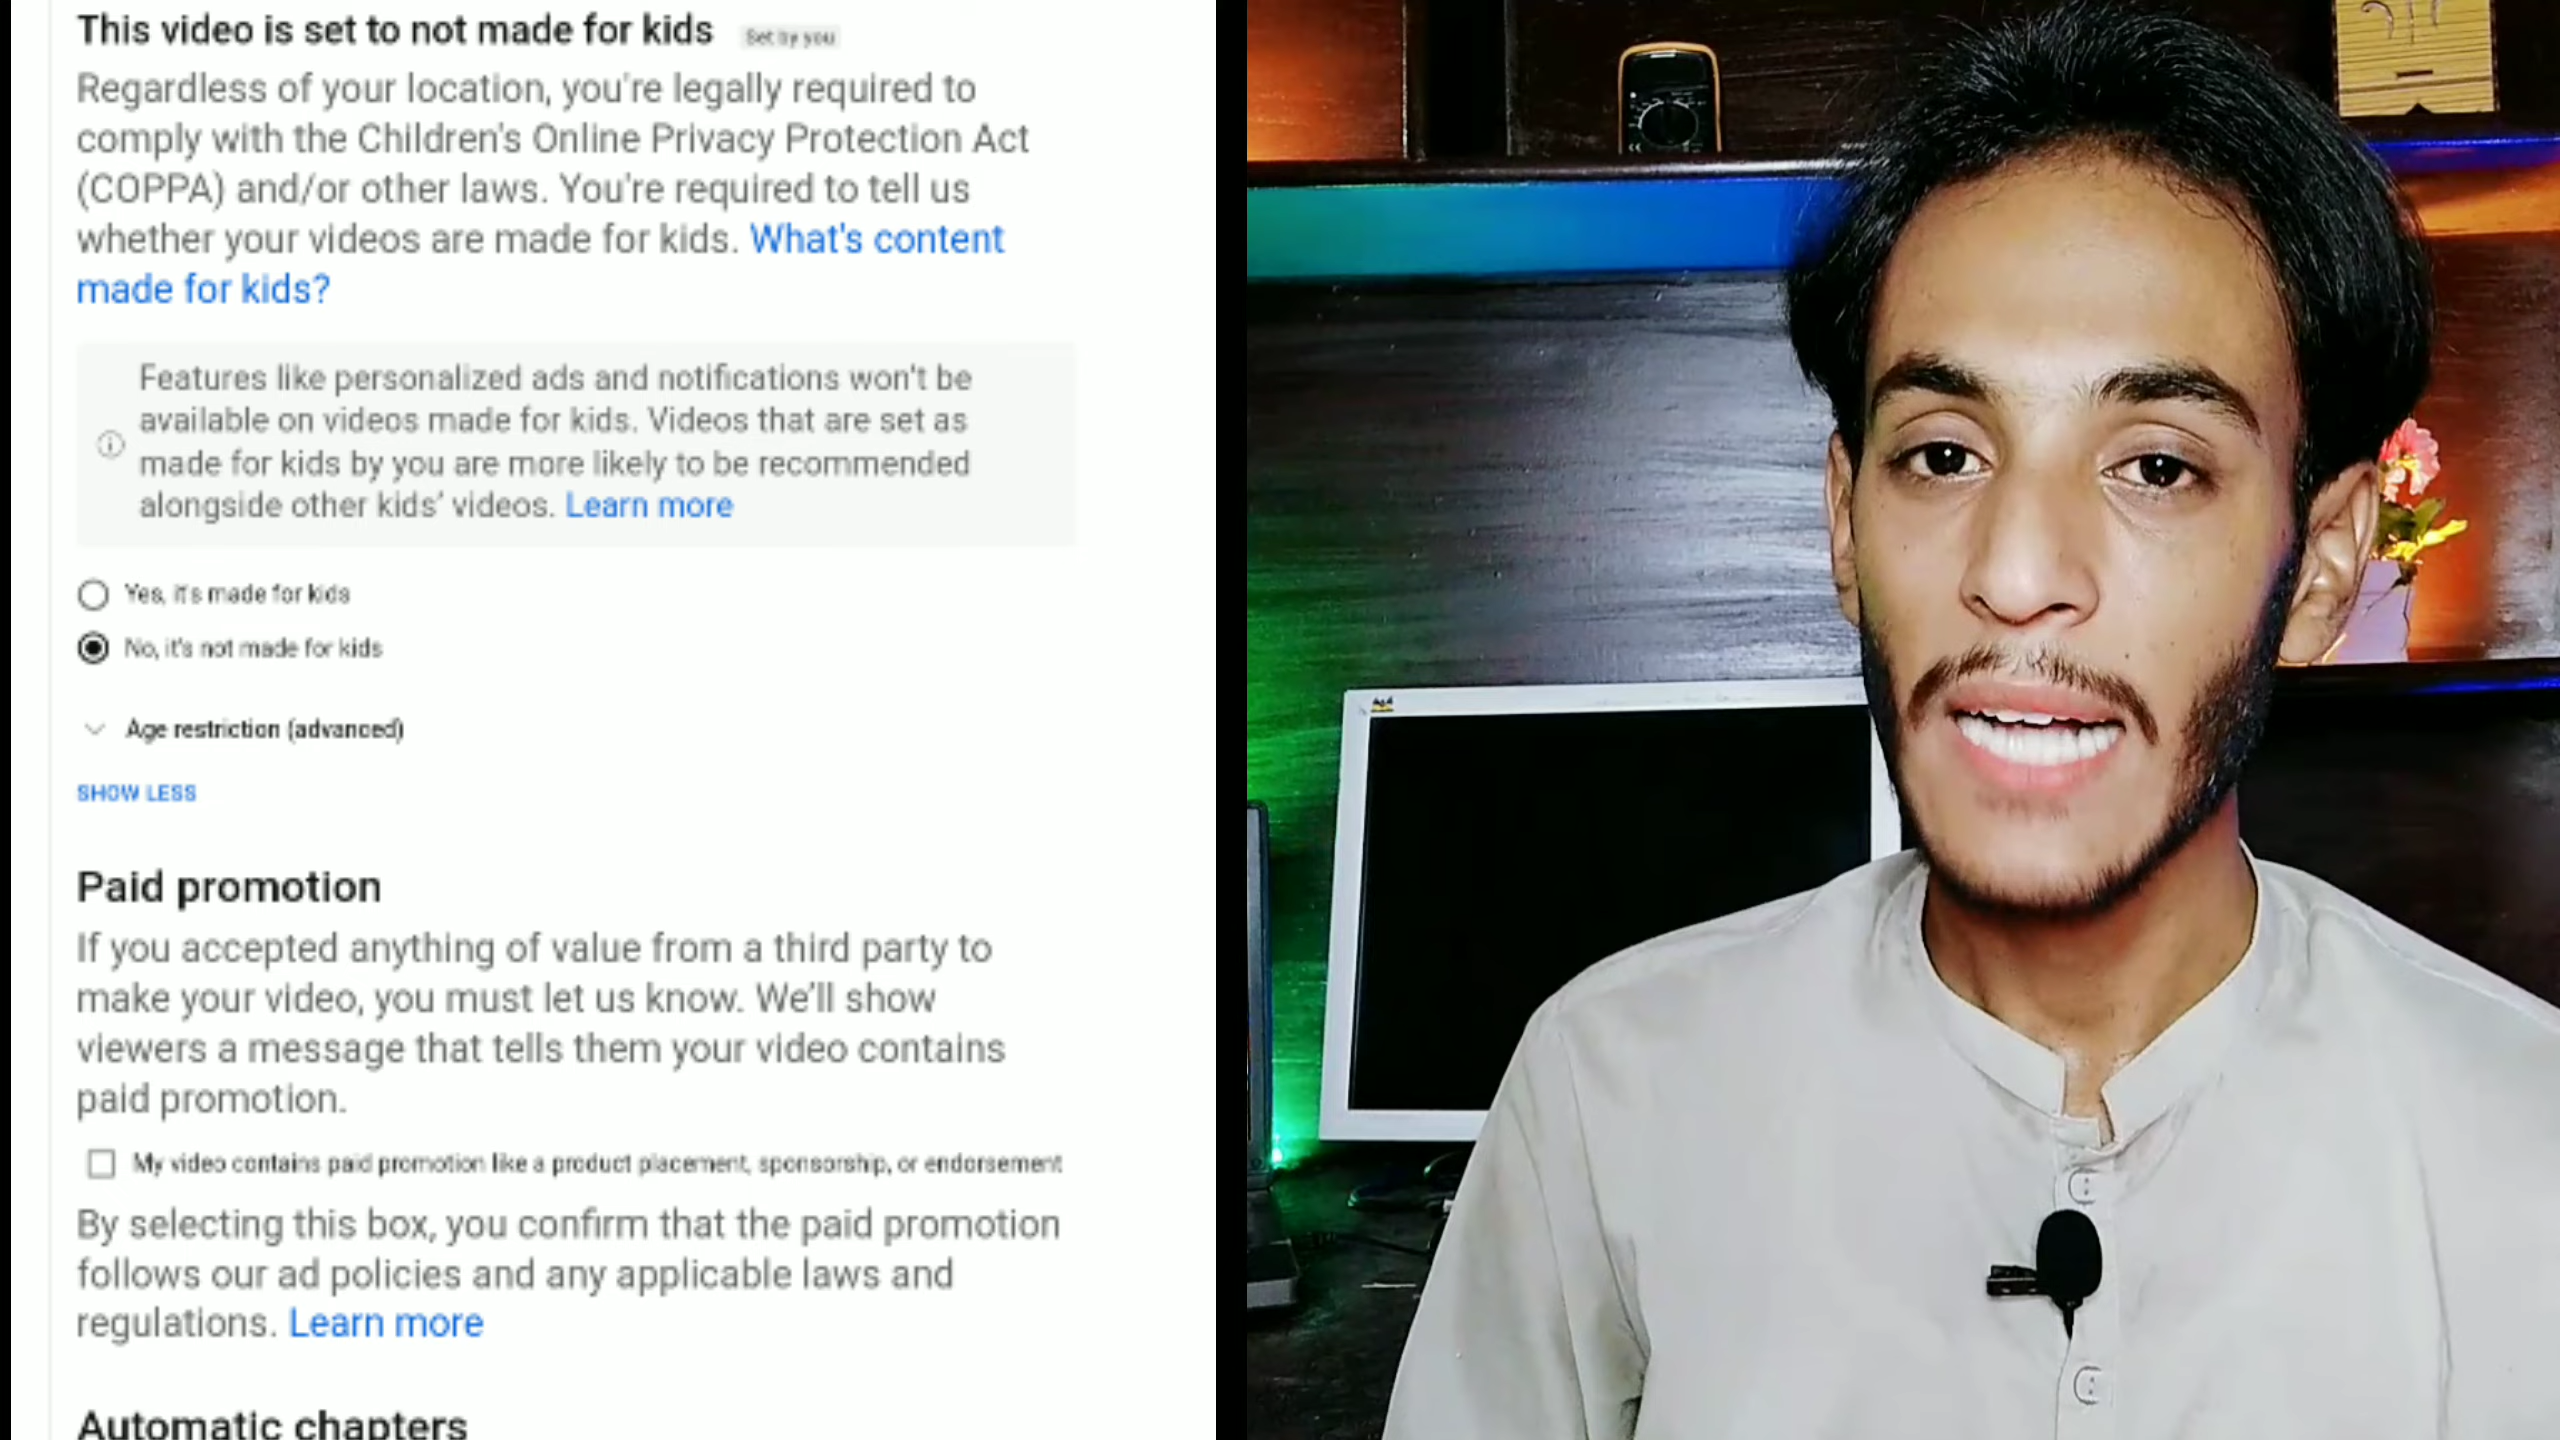 This video is set to not made for kids Set by you
Regardless of your location, you're legally required to
comply with the Children's Online Privacy Protection Act
(COPPA) and/or other laws. You're required to tell us
whether your videos are made for kids. What's content
made for kids?
Features like personalized ads and notifications won't be
available on videos made for kids. Videos that are set as
made for kids by you are more likely to be recommended
alongside other kids' videos. Learn more
Yes, it's made for kids
No, it's not made for kids
Age restriction (advanced)
SHOW LESS
Paid promotion
If you accepted anything of value from a third party to
make your video, you must let us know. We'll show
viewers a message that tells them your video contains
paid promotion.
My video contains paid promotion like a product placement, sponsorship, or endorsement
By selecting this box, you confirm that the paid promotion
follows our ad policies and any applicable laws and
regulations. Learn more
Automatic chapters